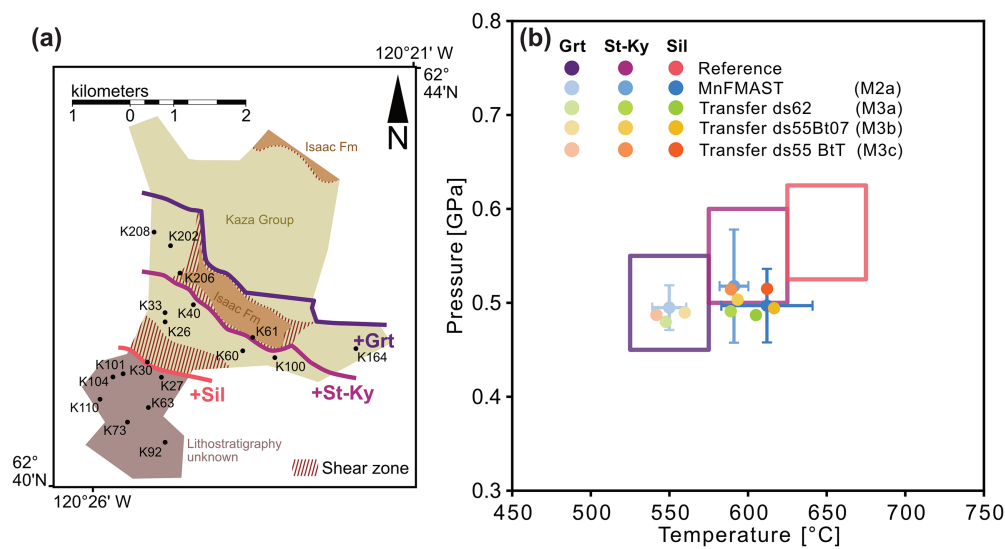 (a)
120°21' W
62°
44'N
kilometers
1 0 1 2
N
Isaac Fm
Kaza Group
K208
K202
K206
Isaac Fm
K33
K40
K26
K61
+Grt
K60
K164
K101
K30
K100
K104
K27
+Sil
+St-Ky
K110
K63
K73
Lithostratigraphy
unknown
K92
Shear zone
62°
40'N
120°26' W
(b)
Grt St-Ky Sil
Reference
MnFMAST (M2a)
Transfer ds62 (M3a)
Transfer ds55Bt07 (M3b)
Transfer ds55 BtT (M3c)
Pressure [GPa]
0.8
0.7
0.6
0.5
0.4
0.3
450 500 550 600 650 700 750
Temperature [°C]